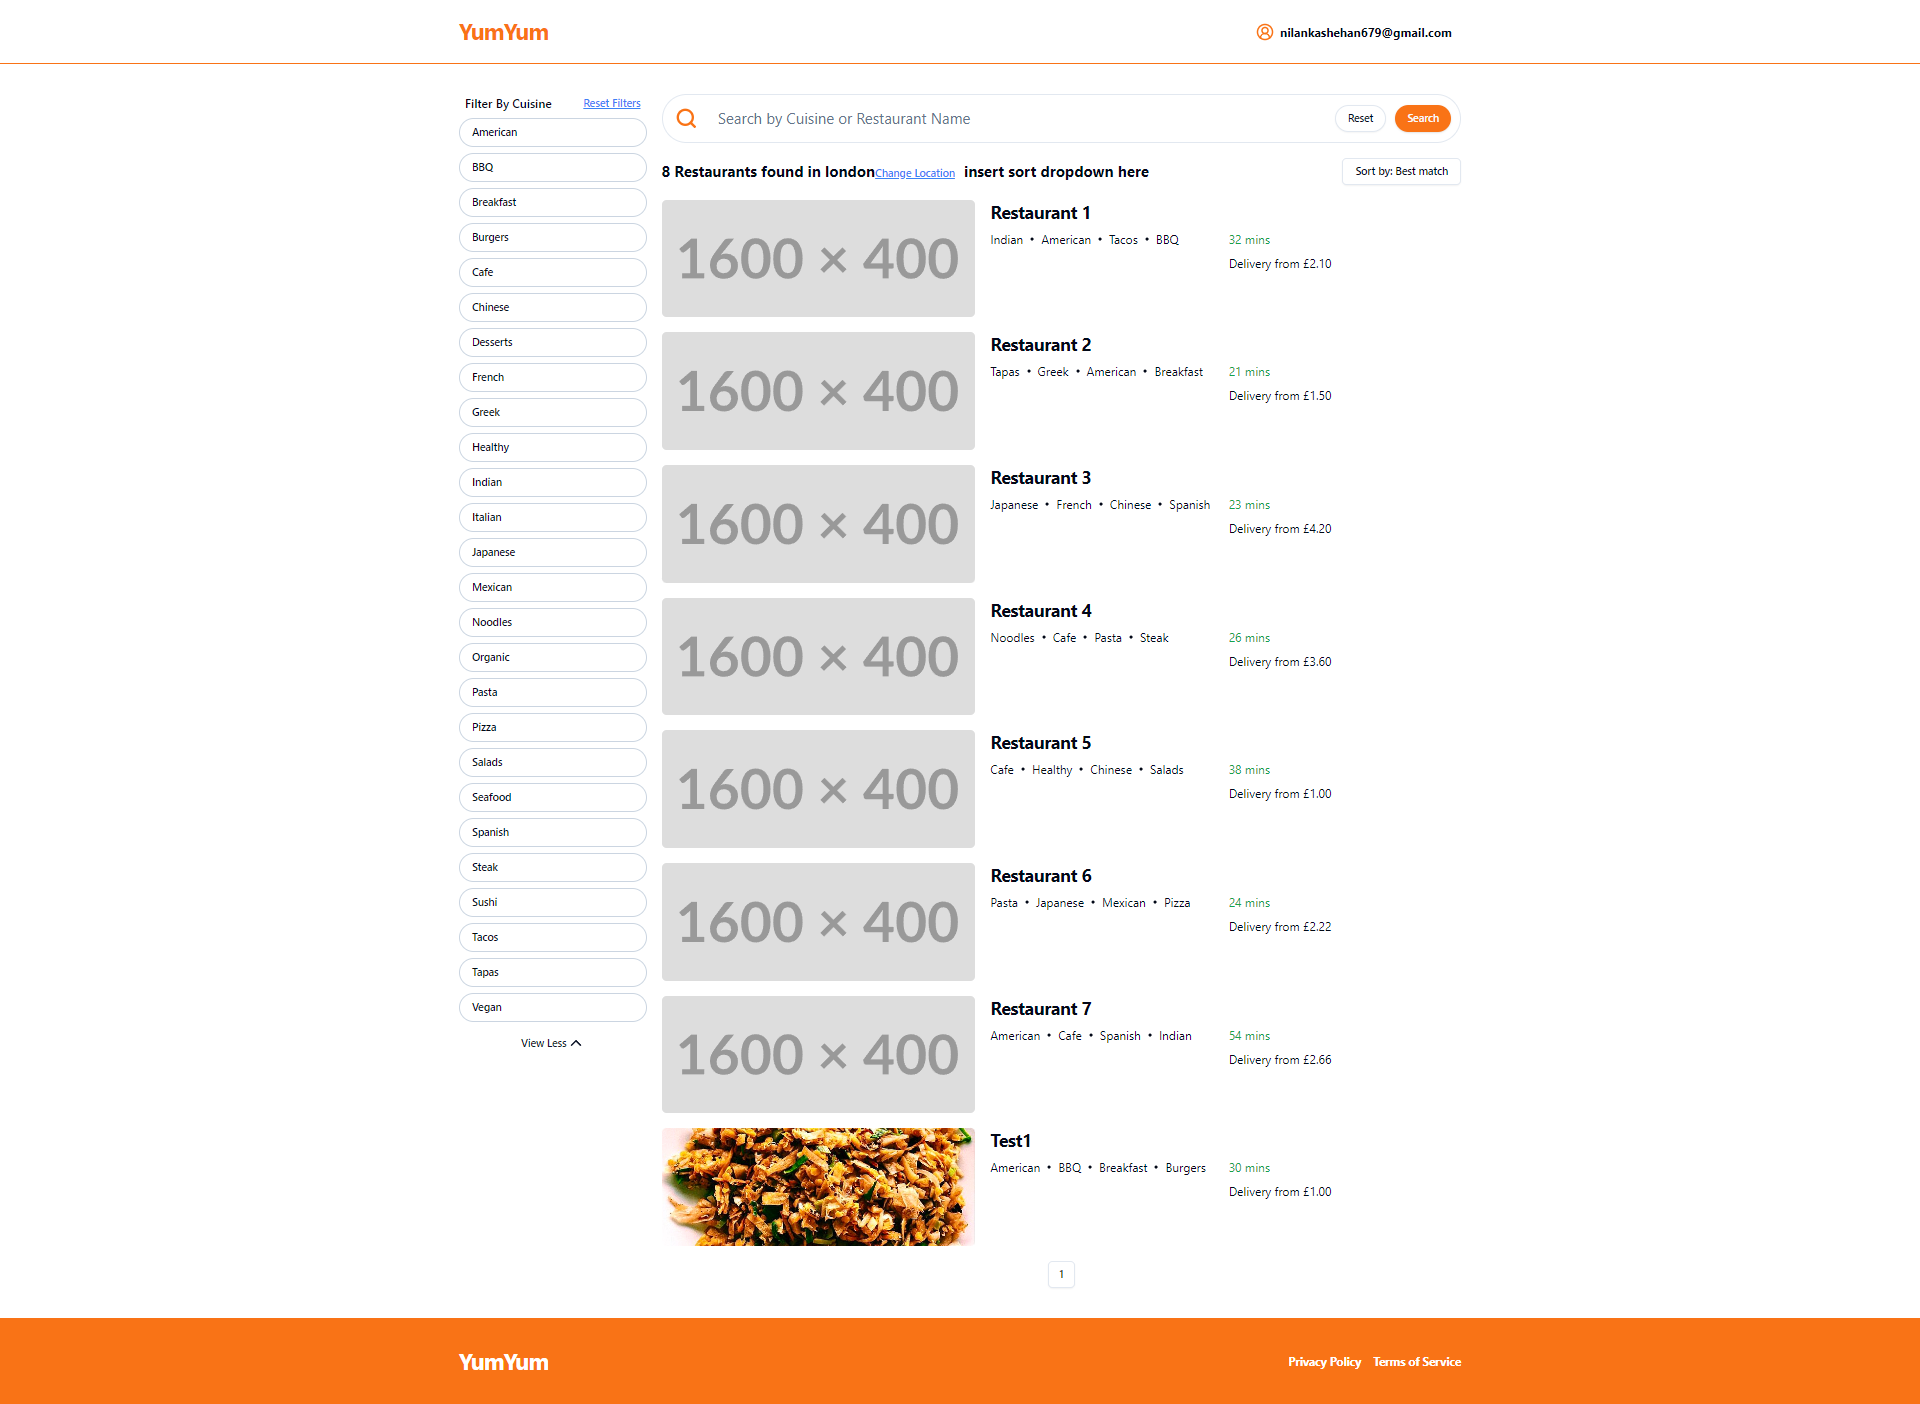 YumYum
nilankashehan679@gmail.com
Filter By Cuisine Reset Filters
American
BBQ
Breakfast
Burgers
Cafe
Chinese
Desserts
French
Greek
Healthy
Indian
Italian
Japanese
Mexican
Noodles
Organic
Pasta
Pizza
Salads
Seafood
Spanish
Steak
Sushi
Tacos
Tapas
Vegan
View Less
Search by Cuisine or Restaurant Name
Reset
Search
8 Restaurants found in londonChange Location insert sort dropdown here
Sort by: Best match
1600 × 400
Restaurant 1
Indian • American • Tacos • BBQ
32 mins
Delivery from £2.10
1600 × 400
Restaurant 2
Tapas • Greek • American • Breakfast
21 mins
Delivery from £1.50
1600 × 400
Restaurant 3
Japanese • French • Chinese • Spanish
23 mins
Delivery from £4.20
1600 × 400
Restaurant 4
Noodles • Cafe • Pasta • Steak
26 mins
Delivery from £3.60
1600 × 400
Restaurant 5
Cafe • Healthy • Chinese • Salads
38 mins
Delivery from £1.00
1600 × 400
Restaurant 6
Pasta • Japanese • Mexican • Pizza
24 mins
Delivery from £2.22
1600 × 400
Restaurant 7
American • Cafe • Spanish • Indian
54 mins
Delivery from £2.66
Test1
American • BBQ • Breakfast • Burgers
30 mins
Delivery from £1.00
1
YumYum
Privacy Policy Terms of Service